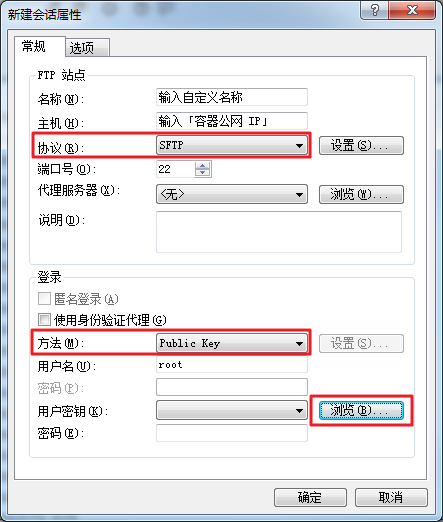 新建会话属性
常规 选项
FTP 站点
名称(N): 输入自定义名称
主机(H): 输入「容器公网 IP」
协议(R): SFTP 设置(S)...
端口号(O): 22
代理服务器(X): <无> 浏览(W)...
说明(D):
登录
匿名登录(A)
使用身份验证代理(G)
方法(M): Public Key 设置(S)...
用户名(U): root
密码(P):
用户密钥(K): 浏览(B)...
密码(E):
确定 取消